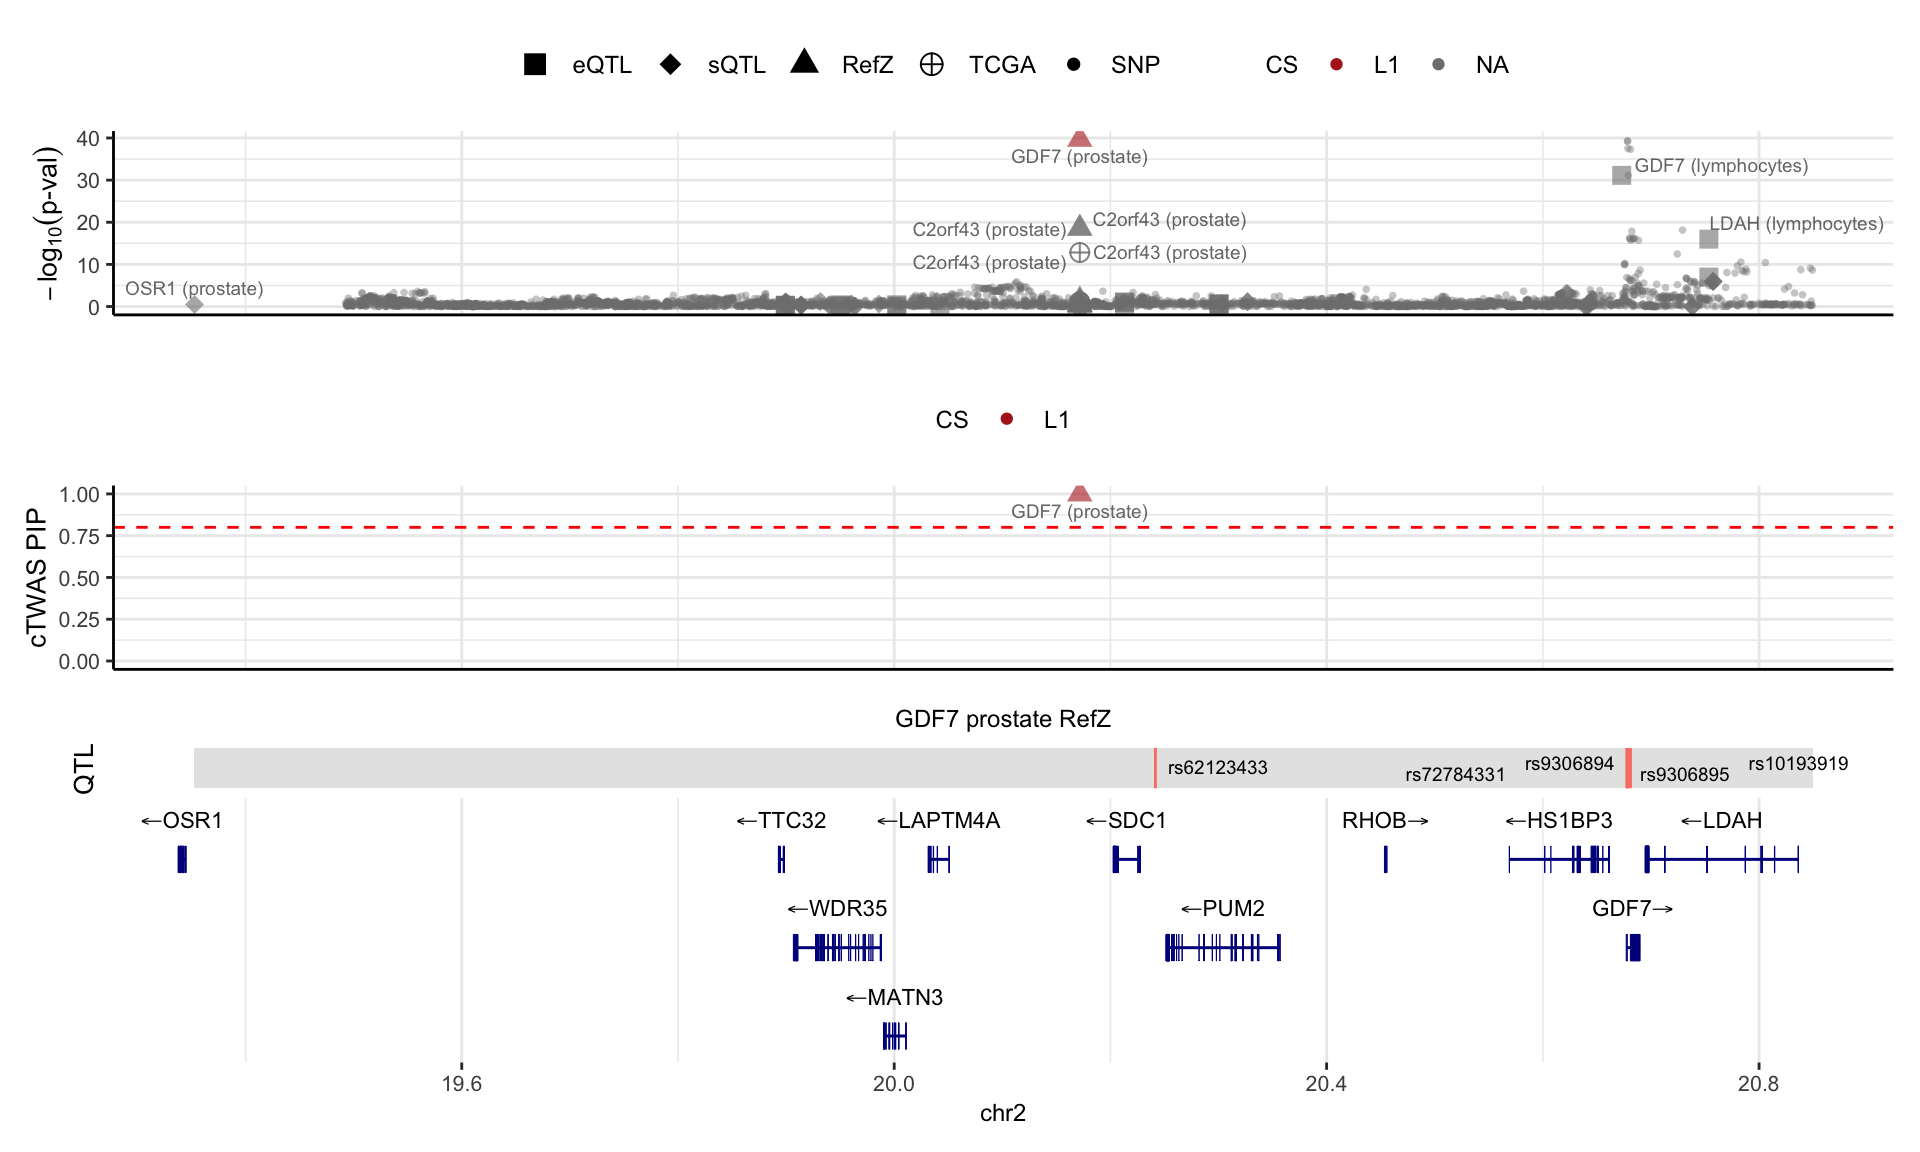 eQTL sQTL RefZ TCGA SNP CS L1 NA
−log10(p-val)
40
30
20
10
0
GDF7 (prostate)
GDF7 (lymphocytes)
C2orf43 (prostate) C2orf43 (prostate)
LDAH (lymphocytes)
C2orf43 (prostate) C2orf43 (prostate)
OSR1 (prostate)
CS L1
cTWAS PIP
1.00
0.75
0.50
0.25
0.00
GDF7 (prostate)
GDF7 prostate RefZ
QTL
rs62123433 rs72784331 rs9306894 rs9306895 rs10193919
←OSR1 ←TTC32 ←LAPTM4A ←SDC1 RHOB→ ←HS1BP3 ←LDAH
←WDR35 ←PUM2 GDF7→
←MATN3
19.6 20.0 20.4 20.8
chr2